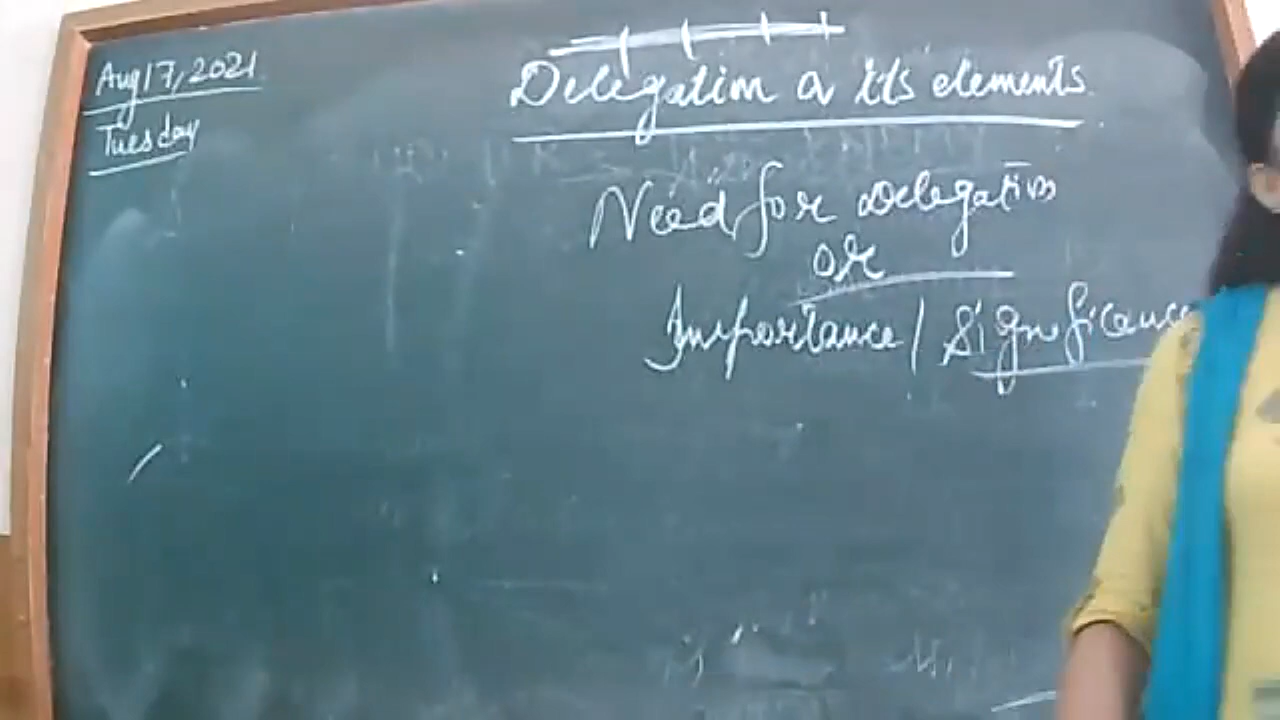 Aug 17, 2021
Tuesday
Delegation & its elements
Need for Delegation
or
Importance / Significance